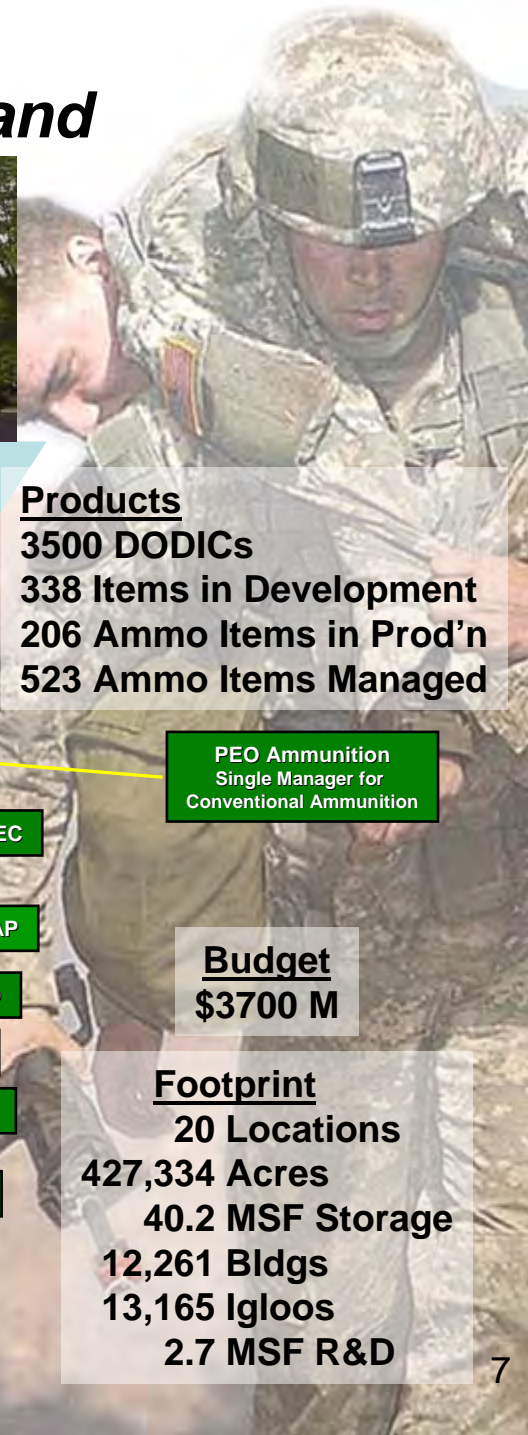 and
Products
3500 DODICs
338 Items in Development
206 Ammo Items in Prod'n
523 Ammo Items Managed
PEO Ammunition
Single Manager for
Conventional Ammunition
EC
AP
Budget
$3700 M
Footprint
20 Locations
427,334 Acres
40.2 MSF Storage
12,261 Bldgs
13,165 Igloos
2.7 MSF R&D
7